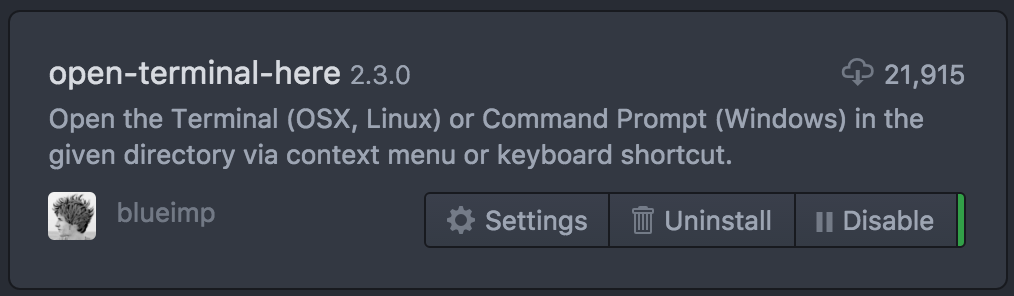 open-terminal-here 2.3.0 21,915
Open the Terminal (OSX, Linux) or Command Prompt (Windows) in the
given directory via context menu or keyboard shortcut.
blueimp Settings Uninstall Disable